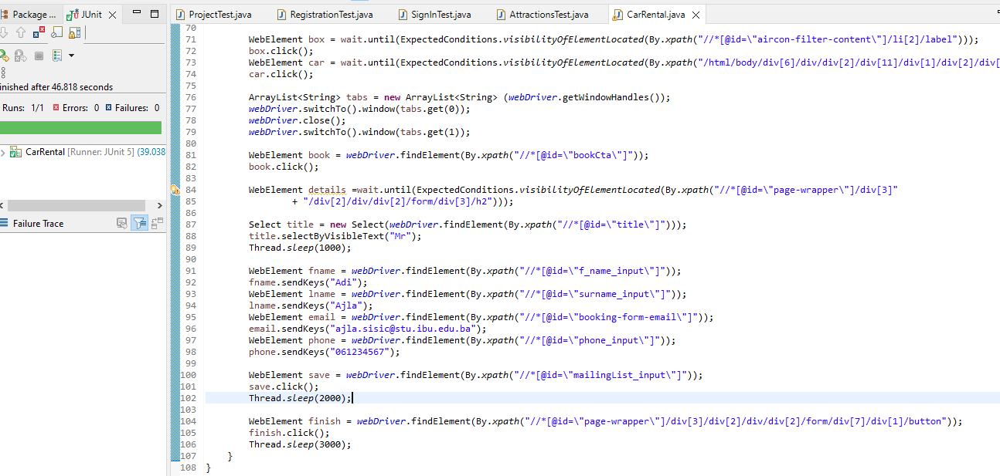 Package ...
JUnit
ProjectTest.java
RegistrationTest.java
SignInTest.java
AttractionsTest.java
CarRental.java
inished after 46.818 seconds
Runs: 1/1 Errors: 0 Failures: 0
CarRental [Runner: JUnit 5] (39.038
Failure Trace
70
71 WebElement box = wait.until(ExpectedConditions.visibilityOfElementLocated(By.xpath("//*[@id=\"aircon-filter-content\"]/li[2]/label")));
72 box.click();
73 WebElement car = wait.until(ExpectedConditions.visibilityOfElementLocated(By.xpath("/html/body/div[6]/div/div[2]/div[11]/div[1]/div[2]/div[
74 car.click();
75
76 ArrayList<String> tabs = new ArrayList<String> (webDriver.getWindowHandles());
77 webDriver.switchTo().window(tabs.get(0));
78 webDriver.close();
79 webDriver.switchTo().window(tabs.get(1));
80
81 WebElement book = webDriver.findElement(By.xpath("//*[@id=\"bookCta\"]"));
82 book.click();
83
84 WebElement details =wait.until(ExpectedConditions.visibilityOfElementLocated(By.xpath("//*[@id=\"page-wrapper\"]/div[3]"
85 + "/div[2]/div/div[2]/form/div[3]/h2")));
86
87 Select title = new Select(webDriver.findElement(By.xpath("//*[@id=\"title\"]")));
88 title.selectByVisibleText("Mr");
89 Thread.sleep(1000);
90
91 WebElement fname = webDriver.findElement(By.xpath("//*[@id=\"f_name_input\"]"));
92 fname.sendKeys("Adi");
93 WebElement lname = webDriver.findElement(By.xpath("//*[@id=\"surname_input\"]"));
94 lname.sendKeys("Ajla");
95 WebElement email = webDriver.findElement(By.xpath("//*[@id=\"booking-form-email\"]"));
96 email.sendKeys("ajla.sisic@stu.ibu.edu.ba");
97 WebElement phone = webDriver.findElement(By.xpath("//*[@id=\"phone_input\"]"));
98 phone.sendKeys("061234567");
99
100 WebElement save = webDriver.findElement(By.xpath("//*[@id=\"mailingList_input\"]"));
101 save.click();
102 Thread.sleep(2000);
103
104 WebElement finish = webDriver.findElement(By.xpath("//*[@id=\"page-wrapper\"]/div[3]/div[2]/div/div[2]/form/div[7]/div[1]/button"));
105 finish.click();
106 Thread.sleep(3000);
107 }
108 }